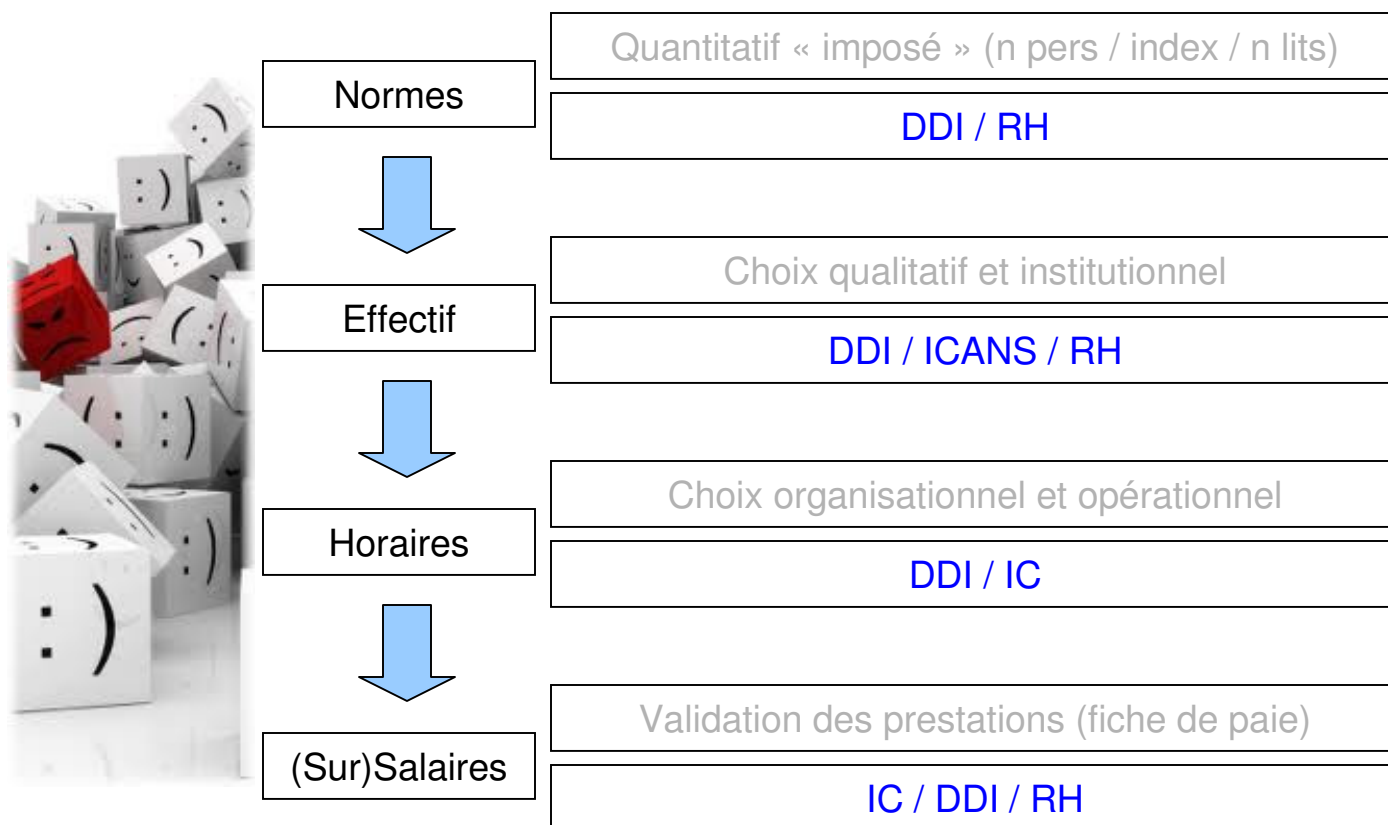 Quantitatif « imposé » (n pers / index / n lits)
Normes
DDI / RH
Choix qualitatif et institutionnel
Effectif
DDI / ICANS / RH
Choix organisationnel et opérationnel
Horaires
DDI / IC
Validation des prestations (fiche de paie)
(Sur)Salaires
IC / DDI / RH